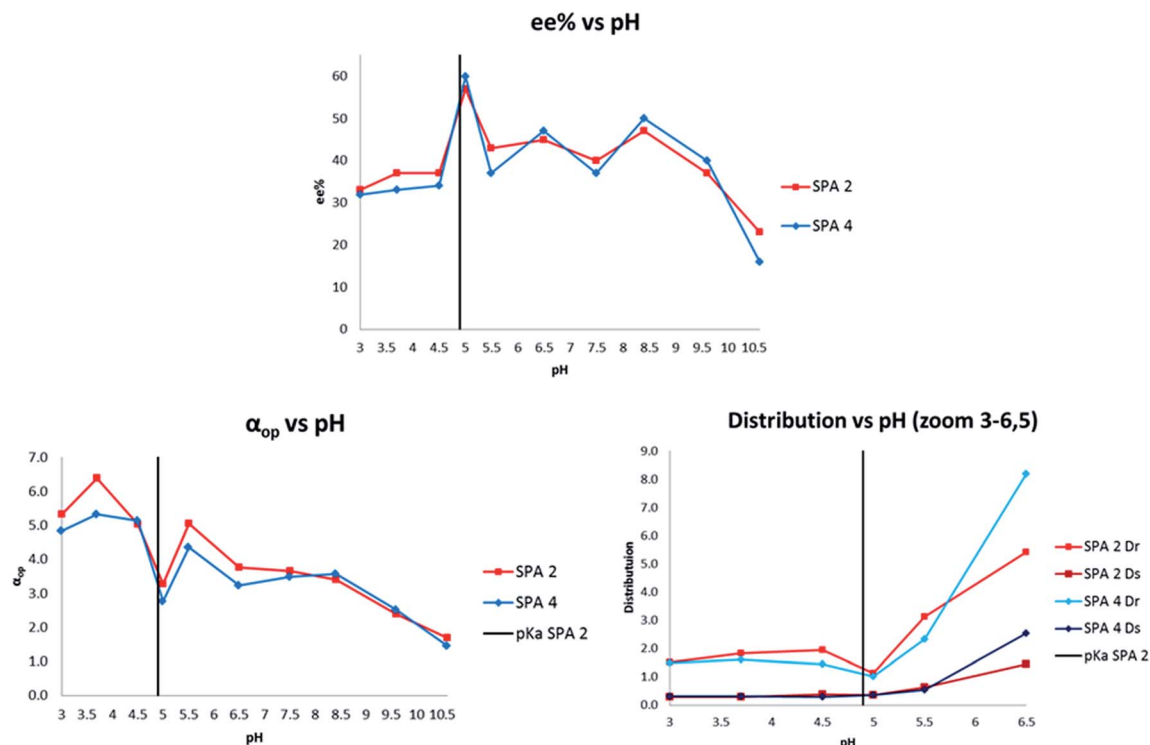 ee% vs pH
60
50
40
30
20
10
0
ee%
3 3.5 4 4.5 5 5.5 6 6.5 7 7.5 8 8.5 9 9.5 10 10.5
pH
SPA 2
SPA 4
αop vs pH
7.0
6.0
5.0
4.0
3.0
2.0
1.0
0.0
αop
3 3.5 4 4.5 5 5.5 6 6.5 7 7.5 8 8.5 9 9.5 10 10.5
pH
SPA 2
SPA 4
pKa SPA 2
Distribution vs pH (zoom 3-6,5)
9.0
8.0
7.0
6.0
5.0
4.0
3.0
2.0
1.0
0.0
Distribution
3 3.5 4 4.5 5 5.5 6 6.5
pH
SPA 2 Dr
SPA 2 Ds
SPA 4 Dr
SPA 4 Ds
pKa SPA 2